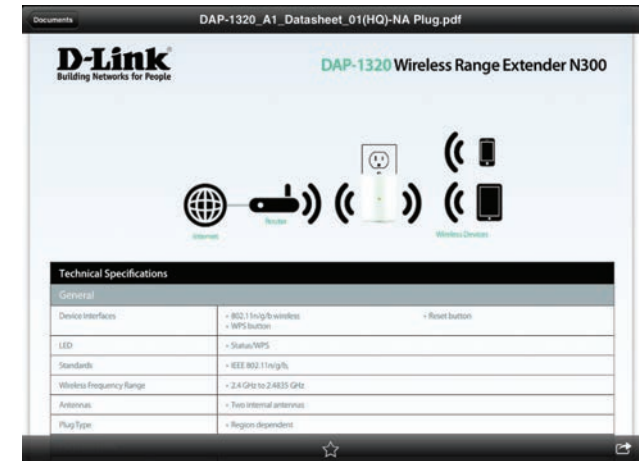 Documents
DAP-1320_A1_Datasheet_01(HQ)-NA Plug.pdf
D-Link
Building Networks for People
DAP-1320 Wireless Range Extender N300
Internet
Router
Wireless Devices
Technical Specifications
General
Device Interfaces
• 802.11n/g/b wireless
• WPS button
• Reset button
LED
• Status/WPS
Standards
• IEEE 802.11n/g/b,
Wireless Frequency Range
• 2.4 GHz to 2.4835 GHz
Antennas
• Two internal antennas
Plug Type
• Region dependent